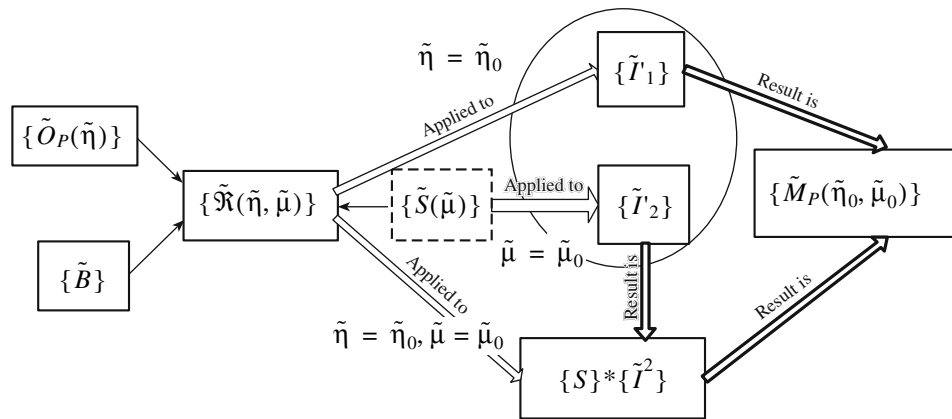 η̃ = η̃₀
{Ĩ'₁}
Result is
Applied to
{Õ_P(η̃)}
{ℜ̃(η̃, μ̃)}
{S̃(μ̃)}
Applied to
{Ĩ'₂}
{M̃_P(η̃₀, μ̃₀)}
μ̃ = μ̃₀
{B̃}
Applied to
Result is
Result is
η̃ = η̃₀, μ̃ = μ̃₀
{S}*{Ĩ²}